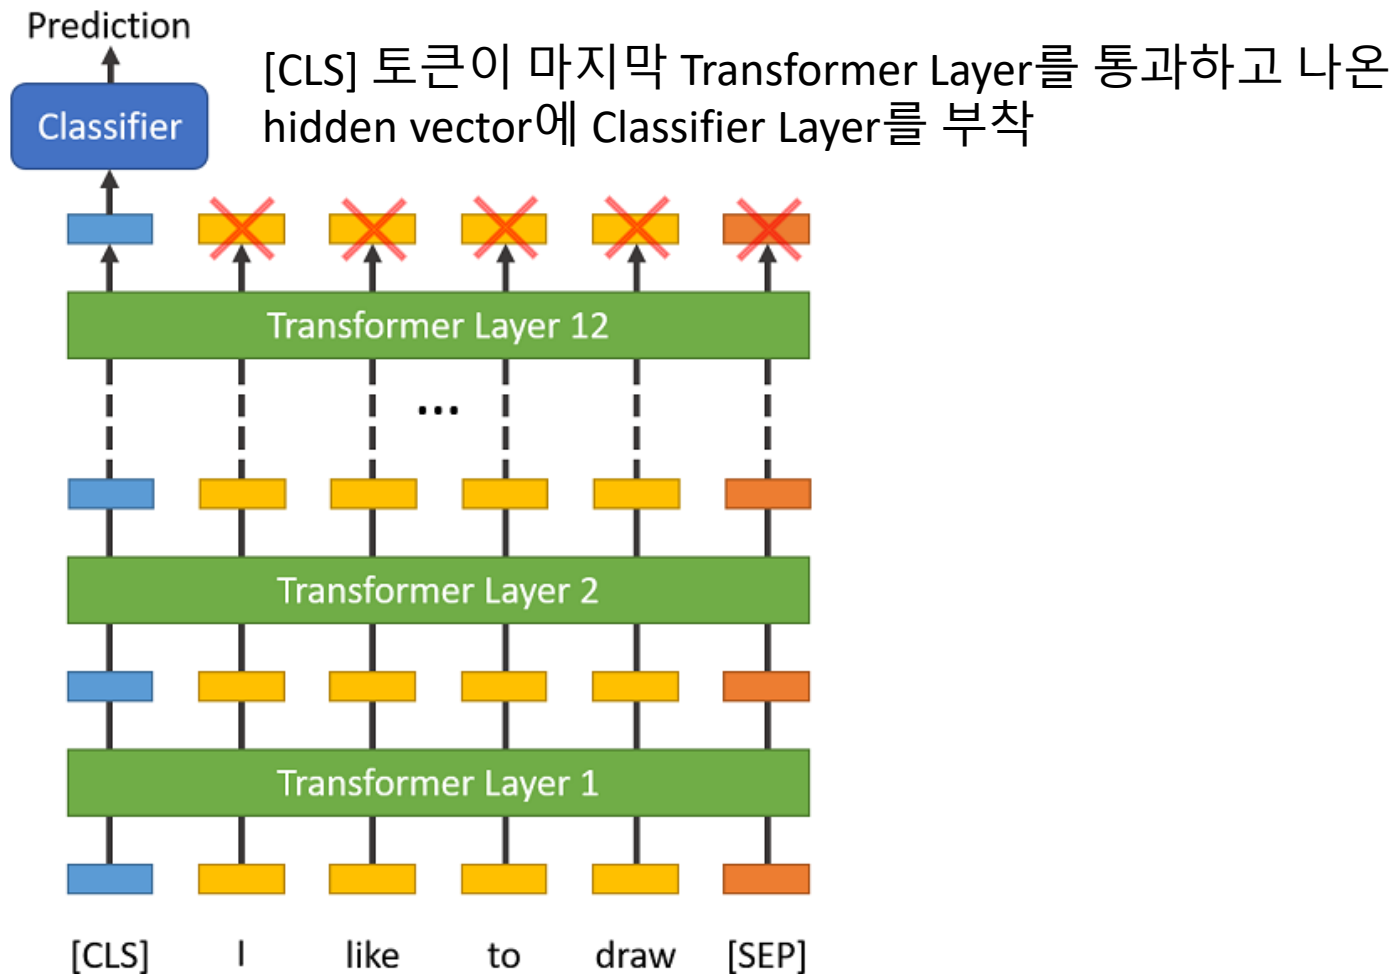 Prediction
[CLS] 토큰이 마지막 Transformer Layer를 통과하고 나온
hidden vector에 Classifier Layer를 부착
Classifier
Transformer Layer 12
...
Transformer Layer 2
Transformer Layer 1
[CLS] I like to draw [SEP]